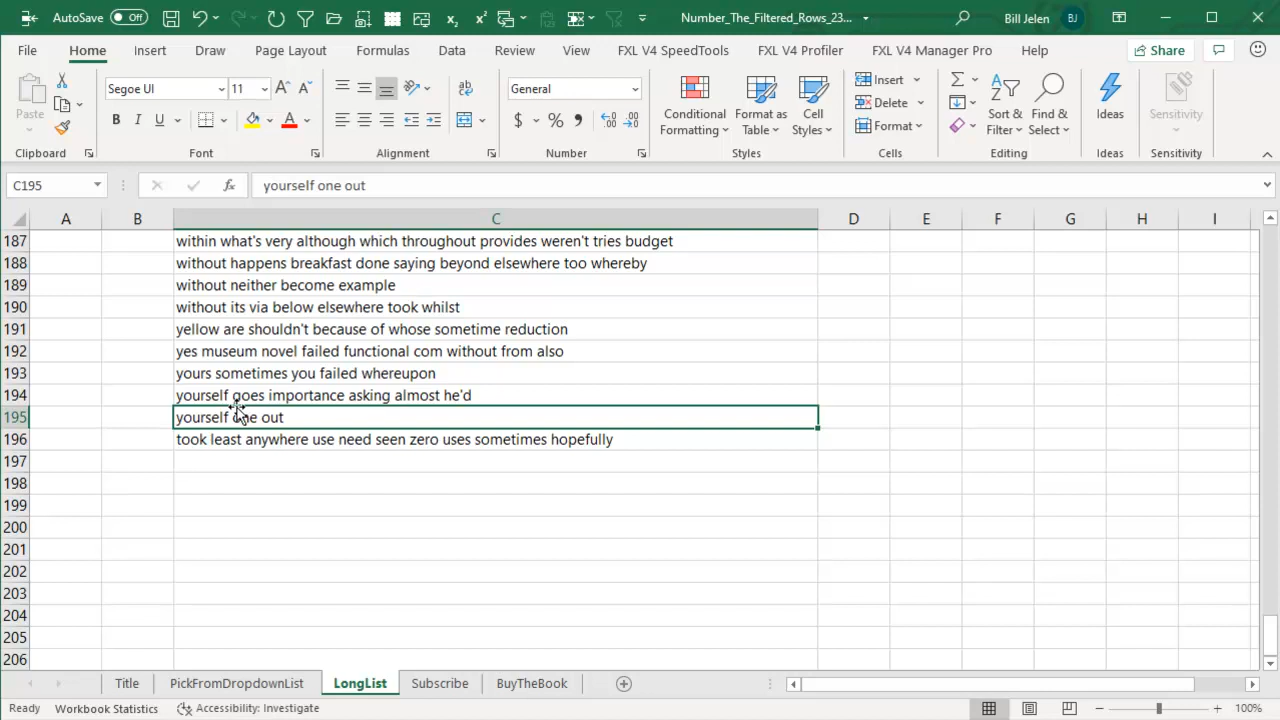 AutoSave Off Number_The_Filtered_Rows_23... Bill Jelen BJ
File Home Insert Draw Page Layout Formulas Data Review View FXL V4 SpeedTools FXL V4 Profiler FXL V4 Manager Pro Help Share
Paste Segoe UI 11 General Conditional Formatting Format as Table Cell Styles Insert Delete Format Sort & Filter Find & Select Ideas Sensitivity
Clipboard Font Alignment Number Styles Cells Editing Ideas Sensitivity
C195 fx yourself one out
A B C D E F G H I
187 within what's very although which throughout provides weren't tries budget
188 without happens breakfast done saying beyond elsewhere too whereby
189 without neither become example
190 without its via below elsewhere took whilst
191 yellow are shouldn't because of whose sometime reduction
192 yes museum novel failed functional com without from also
193 yours sometimes you failed whereupon
194 yourself goes importance asking almost he'd
195 yourself one out
196 took least anywhere use need seen zero uses sometimes hopefully
197
198
199
200
201
202
203
204
205
206
Title PickFromDropdownList LongList Subscribe BuyTheBook
Ready Workbook Statistics Accessibility: Investigate 100%